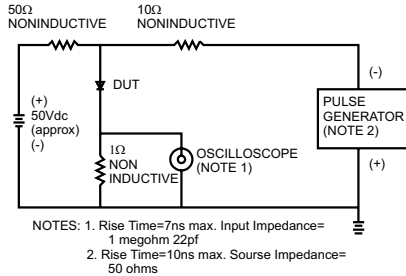 50Ω
NONINDUCTIVE
10Ω
NONINDUCTIVE
(+)
50Vdc
(approx)
(-)
DUT
1Ω
NON
INDUCTIVE
OSCILLOSCOPE
(NOTE 1)
(-)
PULSE
GENERATOR
(NOTE 2)
(+)
NOTES: 1. Rise Time=7ns max. Input Impedance=
1 megohm 22pf
2. Rise Time=10ns max. Sourse Impedance=
50 ohms